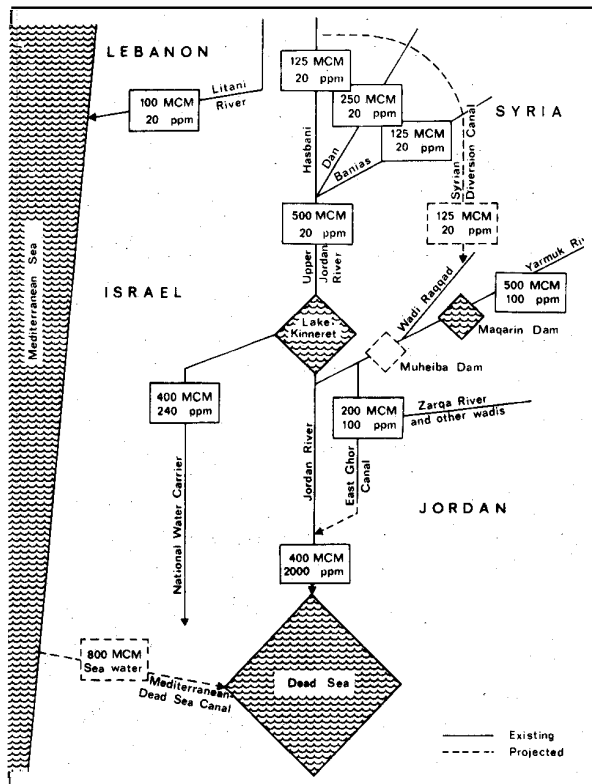 LEBANON
125 MCM
20 ppm
100 MCM
20 ppm
Litani
River
250 MCM
20 ppm
SYRIA
125 MCM
20 ppm
Hasbani
Dan
Banias
Syrian
Diversion Canal
500 MCM
20 ppm
125 MCM
20 ppm
Upper
Jordan
River
Yarmuk Riv
500 MCM
100 ppm
Mediterranean Sea
ISRAEL
Wadi Raqqad
Lake
Kinneret
Maqarin Dam
Muheiba Dam
400 MCM
240 ppm
200 MCM
100 ppm
Zarqa River
and other wadis
Jordan River
East Ghor
Canal
JORDAN
National Water Carrier
400 MCM
2000 ppm
800 MCM
Sea water
Mediterranean
Dead Sea Canal
Dead Sea
Existing
Projected